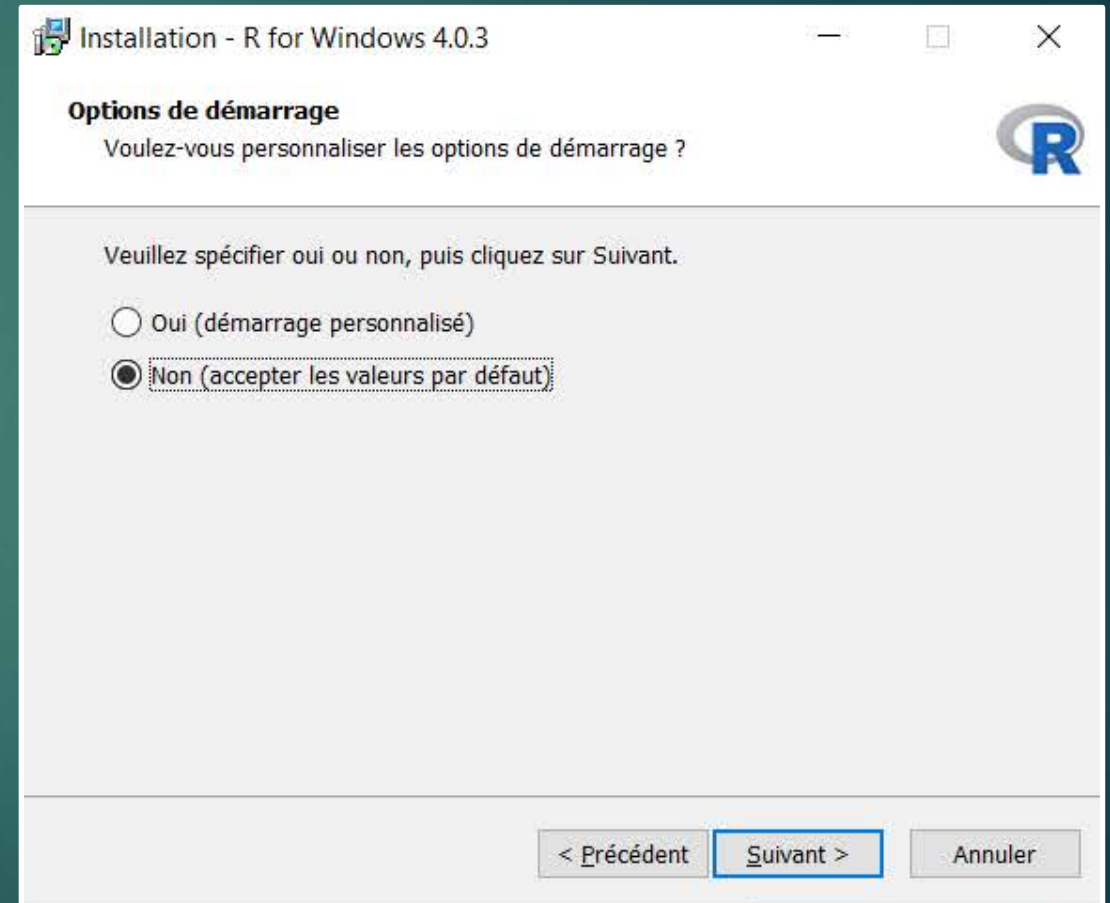 Installation - R for Windows 4.0.3
Options de démarrage
Voulez-vous personnaliser les options de démarrage ?
R
Veuillez spécifier oui ou non, puis cliquez sur Suivant.
Oui (démarrage personnalisé)
Non (accepter les valeurs par défaut)
< Précédent Suivant > Annuler